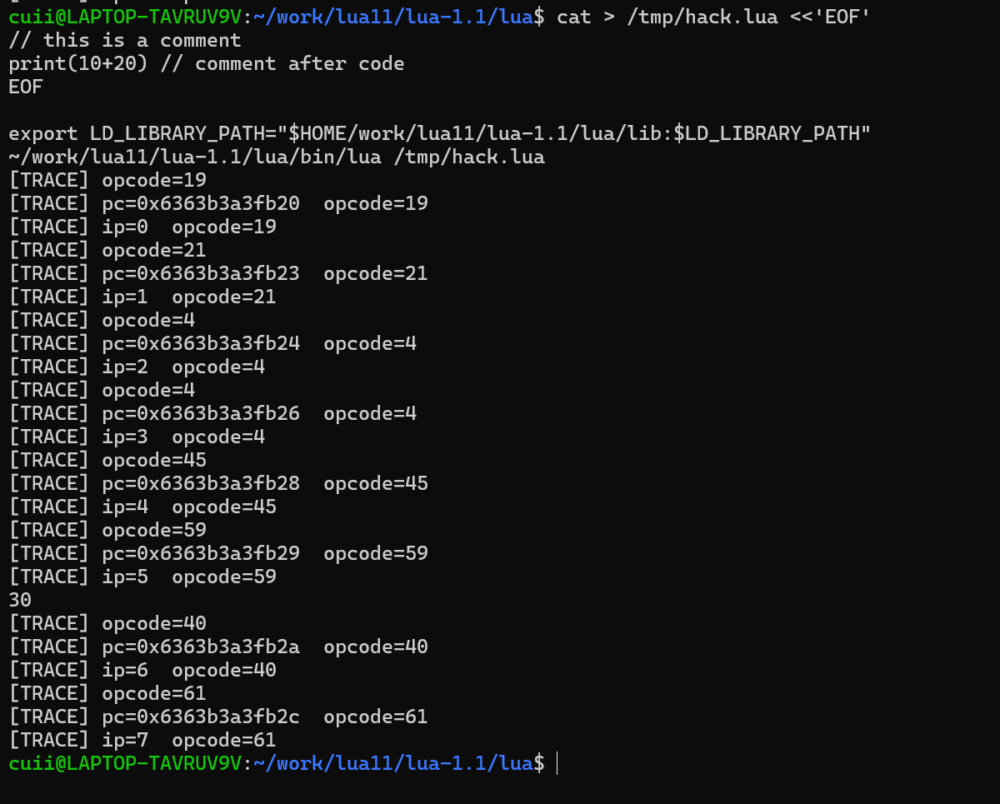 cuii@LAPTOP-TAVRUV9V:~/work/lua11/lua-1.1/lua$ cat > /tmp/hack.lua <<'EOF'
// this is a comment
print(10+20) // comment after code
EOF

export LD_LIBRARY_PATH="$HOME/work/lua11/lua-1.1/lua/lib:$LD_LIBRARY_PATH"
~/work/lua11/lua-1.1/lua/bin/lua /tmp/hack.lua
[TRACE] opcode=19
[TRACE] pc=0x6363b3a3fb20  opcode=19
[TRACE] ip=0  opcode=19
[TRACE] opcode=21
[TRACE] pc=0x6363b3a3fb23  opcode=21
[TRACE] ip=1  opcode=21
[TRACE] opcode=4
[TRACE] pc=0x6363b3a3fb24  opcode=4
[TRACE] ip=2  opcode=4
[TRACE] opcode=4
[TRACE] pc=0x6363b3a3fb26  opcode=4
[TRACE] ip=3  opcode=4
[TRACE] opcode=45
[TRACE] pc=0x6363b3a3fb28  opcode=45
[TRACE] ip=4  opcode=45
[TRACE] opcode=59
[TRACE] pc=0x6363b3a3fb29  opcode=59
[TRACE] ip=5  opcode=59
30
[TRACE] opcode=40
[TRACE] pc=0x6363b3a3fb2a  opcode=40
[TRACE] ip=6  opcode=40
[TRACE] opcode=61
[TRACE] pc=0x6363b3a3fb2c  opcode=61
[TRACE] ip=7  opcode=61
cuii@LAPTOP-TAVRUV9V:~/work/lua11/lua-1.1/lua$